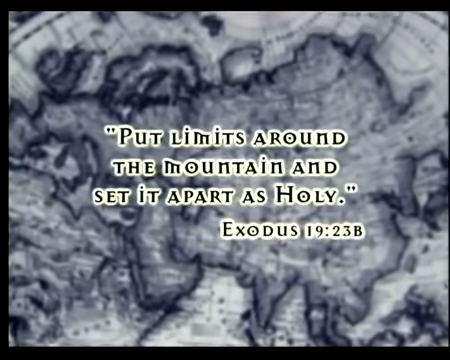 "Put limits around
the mountain and
set it apart as Holy."
Exodus 19:23b